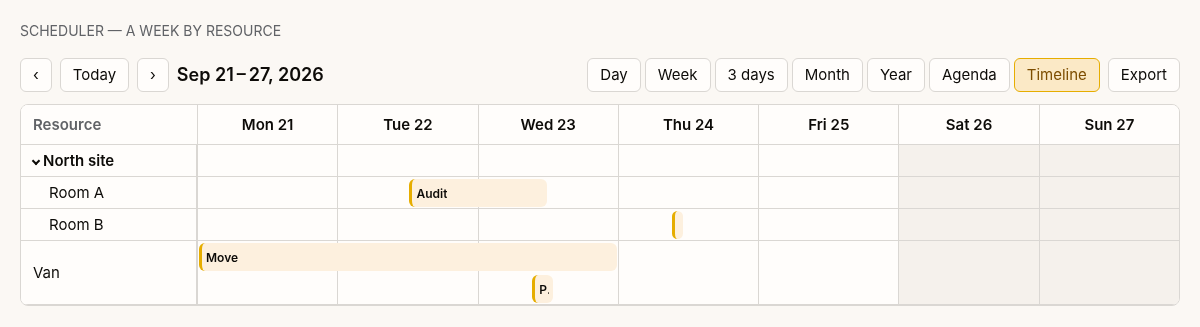 SCHEDULER — A WEEK BY RESOURCE
‹ Today › Sep 21 – 27, 2026 Day Week 3 days Month Year Agenda Timeline Export
Resource Mon 21 Tue 22 Wed 23 Thu 24 Fri 25 Sat 26 Sun 27
North site
Room A Audit
Room B
Move
Van
P.